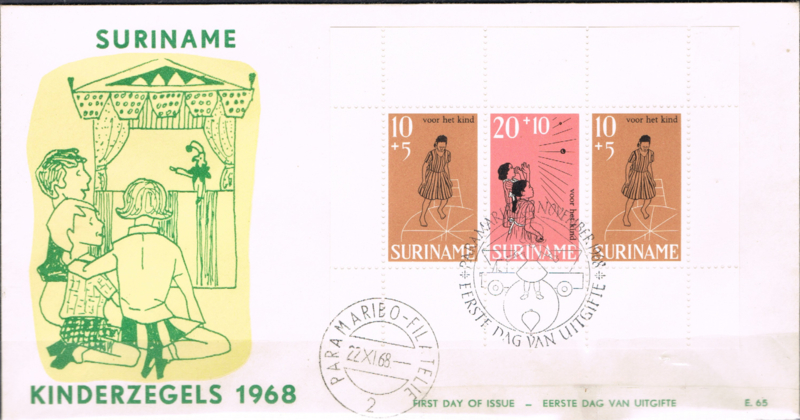 SURINAME
KINDERZEGELS 1968
10
+5
voor het kind
SURINAME
20+10
voor het kind
SURINAME
10
+5
voor het kind
SURINAME
PARAMARIBO-FILATELIE
22.XI.68-
2
EERSTE DAG VAN UITGIFTE
FIRST DAY OF ISSUE – EERSTE DAG VAN UITGIFTE
E. 65